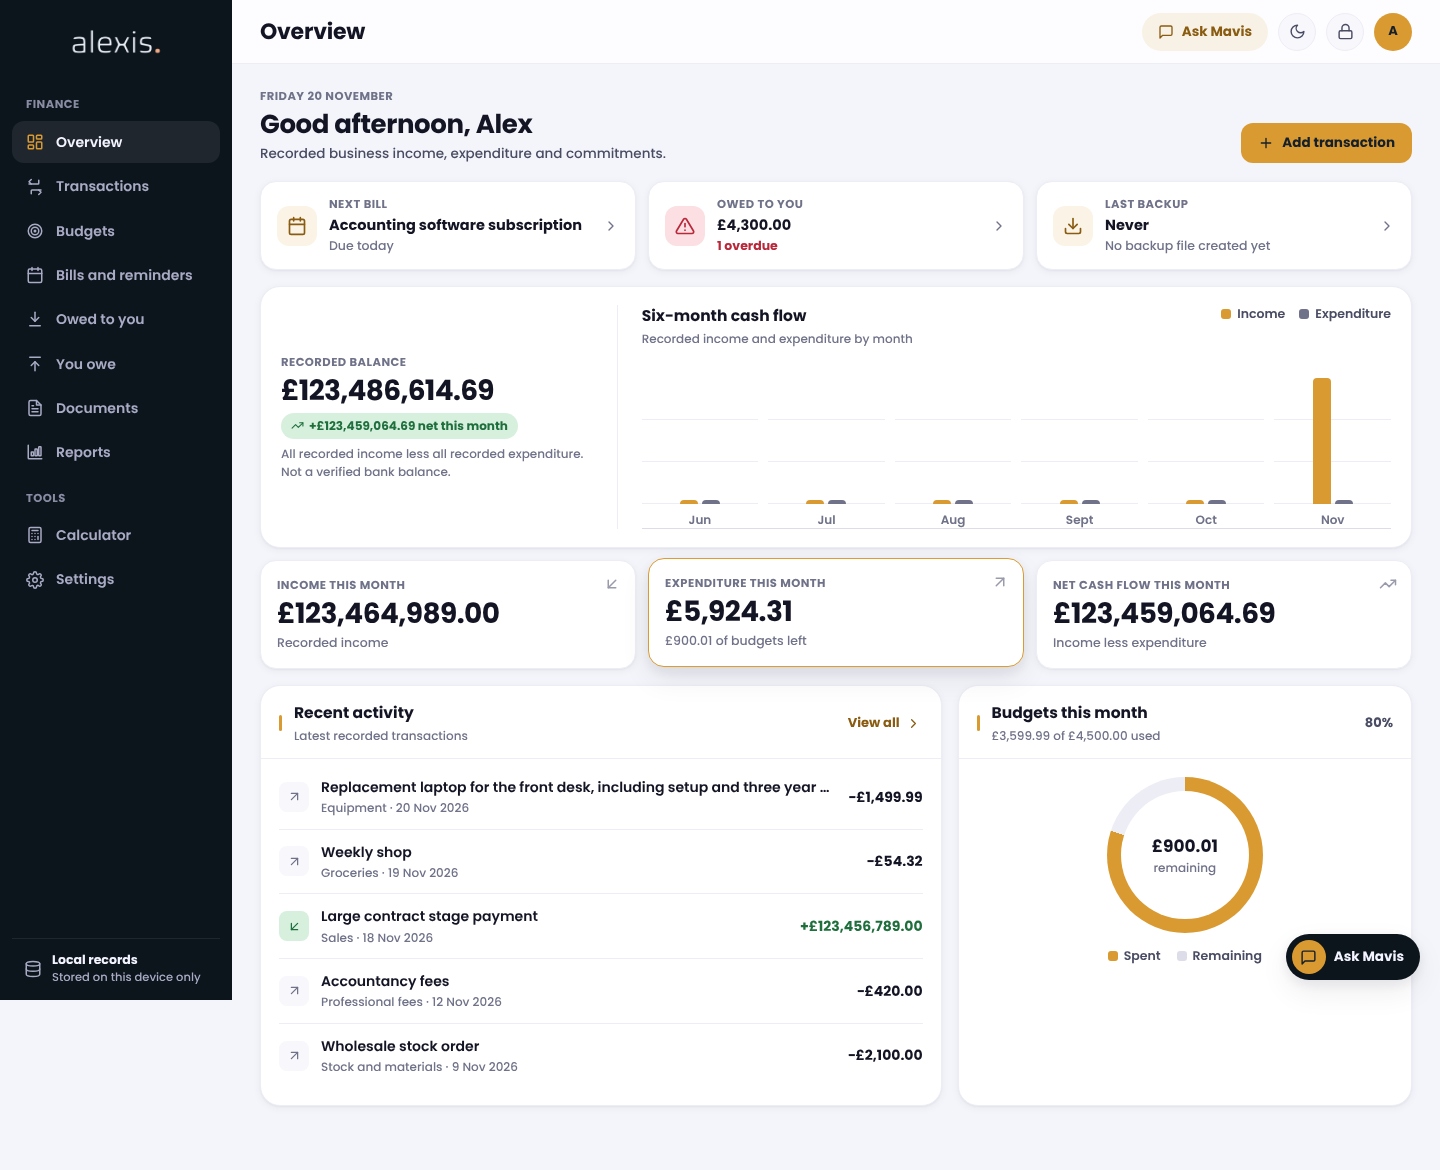 alexis.
FINANCE
Overview
Transactions
Budgets
Bills and reminders
Owed to you
You owe
Documents
Reports
TOOLS
Calculator
Settings
Local records
Stored on this device only
Overview
Ask Mavis
A
FRIDAY 20 NOVEMBER
Good afternoon, Alex
Recorded business income, expenditure and commitments.
Add transaction
NEXT BILL
Accounting software subscription
Due today
OWED TO YOU
£4,300.00
1 overdue
LAST BACKUP
Never
No backup file created yet
RECORDED BALANCE
£123,486,614.69
+£123,459,064.69 net this month
All recorded income less all recorded expenditure.
Not a verified bank balance.
Six-month cash flow
Recorded income and expenditure by month
Income
Expenditure
Jun
Jul
Aug
Sept
Oct
Nov
INCOME THIS MONTH
£123,464,989.00
Recorded income
EXPENDITURE THIS MONTH
£5,924.31
£900.01 of budgets left
NET CASH FLOW THIS MONTH
£123,459,064.69
Income less expenditure
Recent activity
Latest recorded transactions
View all
Replacement laptop for the front desk, including setup and three year ...
Equipment · 20 Nov 2026
-£1,499.99
Weekly shop
Groceries · 19 Nov 2026
-£54.32
Large contract stage payment
Sales · 18 Nov 2026
+£123,456,789.00
Accountancy fees
Professional fees · 12 Nov 2026
-£420.00
Wholesale stock order
Stock and materials · 9 Nov 2026
-£2,100.00
Budgets this month
£3,599.99 of £4,500.00 used
80%
£900.01
remaining
Spent
Remaining
Ask Mavis